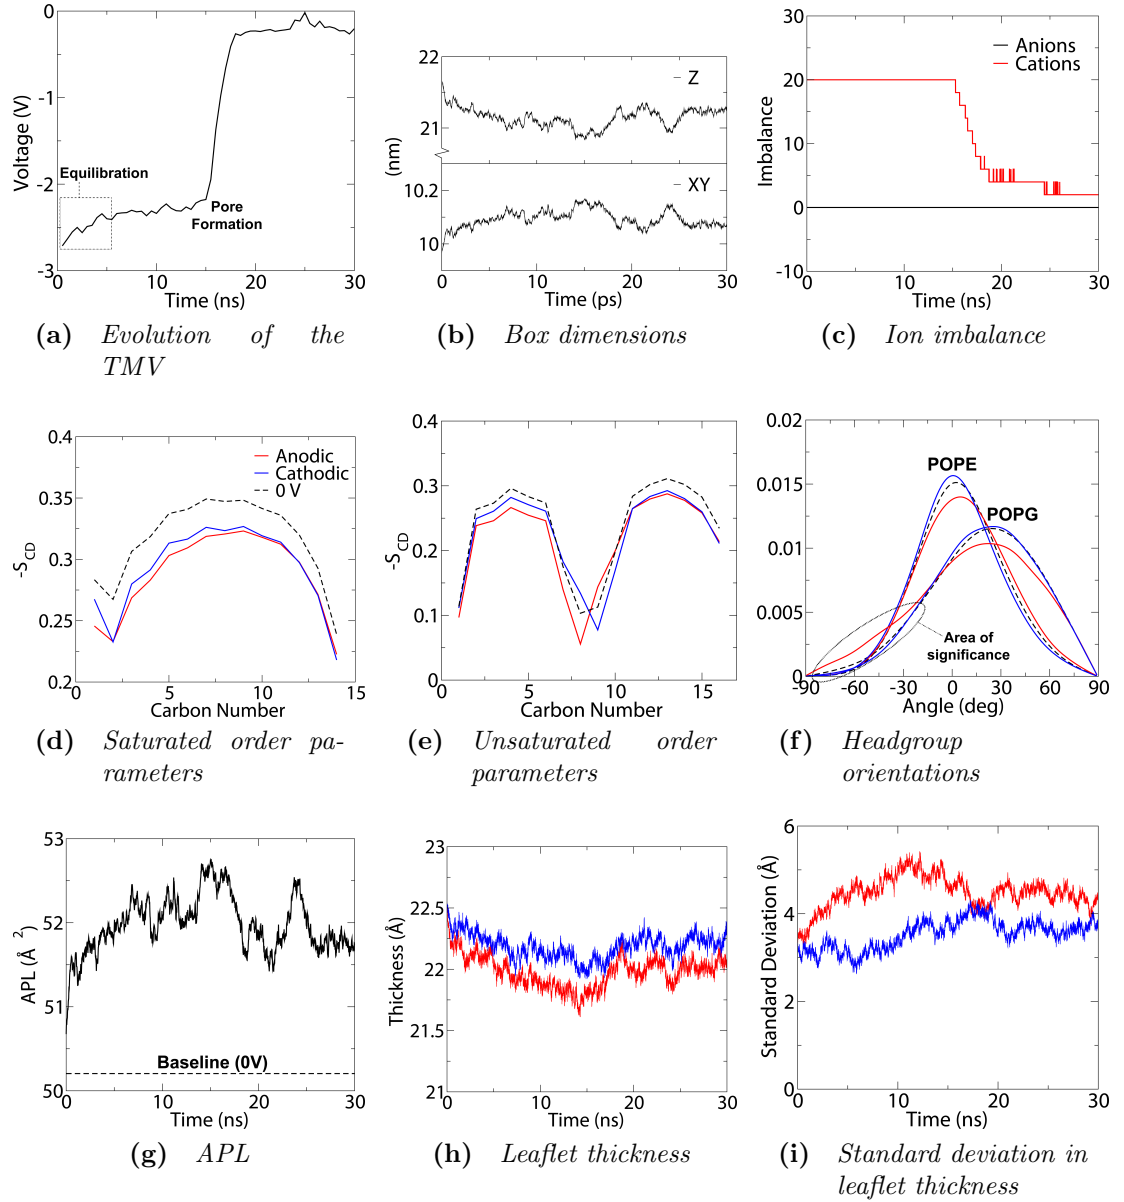 0
-1
-2
-3
Voltage (V)
Equilibration
Pore
Formation
0
10
20
30
Time (ns)
(a) Evolution of the
TMV
22
21
(nm)
10.2
10
Z
XY
0
10
20
30
Time (ps)
(b) Box dimensions
30
20
10
0
-10
Imbalance
Anions
Cations
0
10
20
30
Time (ns)
(c) Ion imbalance
0.4
0.35
0.3
0.25
0.2
-SCD
Anodic
Cathodic
0 V
0
5
10
15
Carbon Number
(d) Saturated order pa-
rameters
0.4
0.3
0.2
0.1
0
-SCD
0
5
10
15
Carbon Number
(e) Unsaturated order
parameters
0.02
0.015
0.01
0.005
0
POPE
POPG
Area of
significance
-90
-60
-30
0
30
60
90
Angle (deg)
(f) Headgroup
orientations
53
52
51
50
APL (Å²)
Baseline (0V)
0
10
20
30
Time (ns)
(g) APL
23
22.5
22
21.5
21
Thickness (Å)
0
10
20
30
Time (ns)
(h) Leaflet thickness
6
4
2
0
Standard Deviation (Å)
0
10
20
30
Time (ns)
(i) Standard deviation in
leaflet thickness